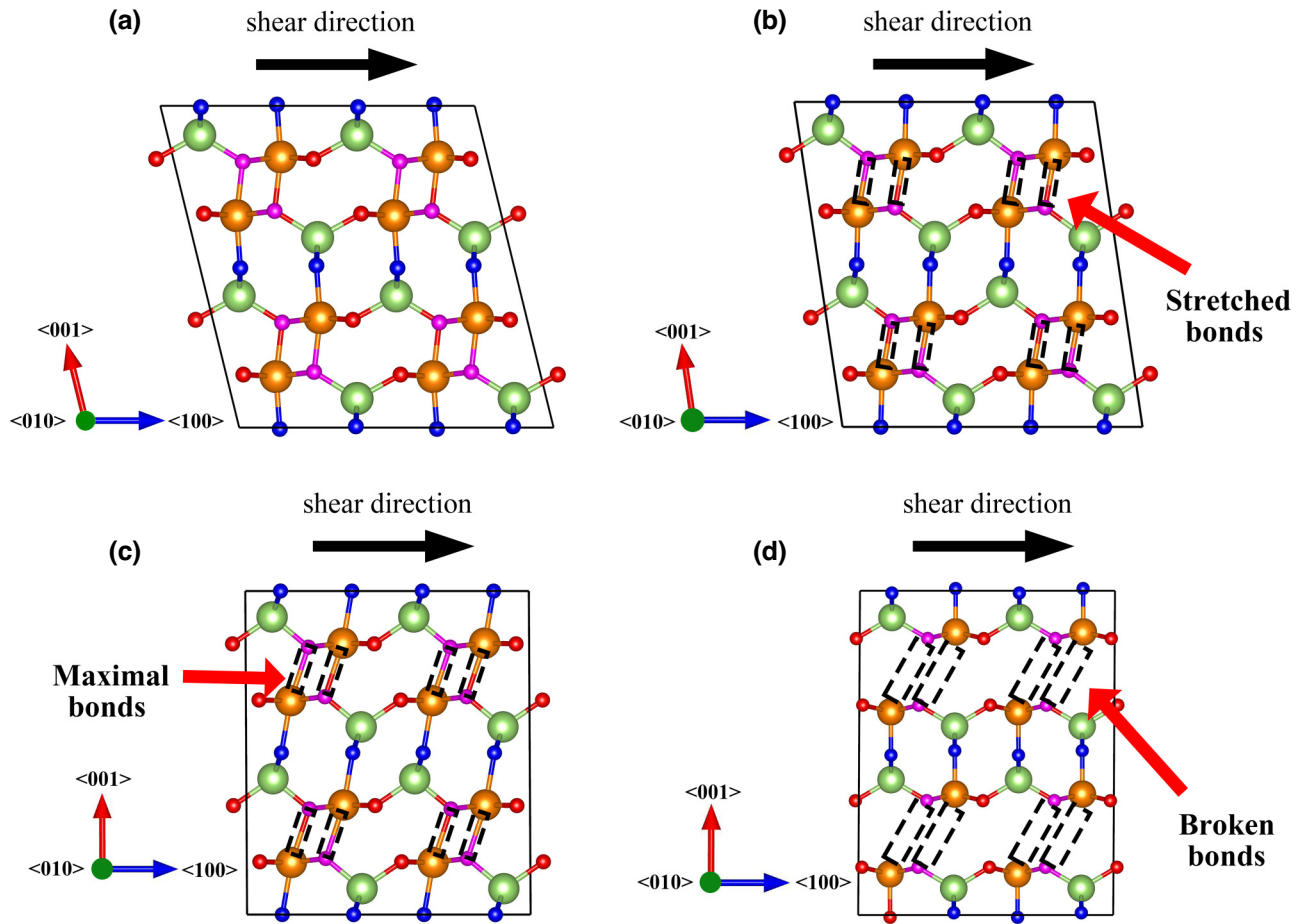 (a)
shear direction
<001>
<010>
<100>
(b)
shear direction
Stretched
bonds
<001>
<010>
<100>
(c)
shear direction
Maximal
bonds
<001>
<010>
<100>
(d)
shear direction
Broken
bonds
<001>
<010>
<100>